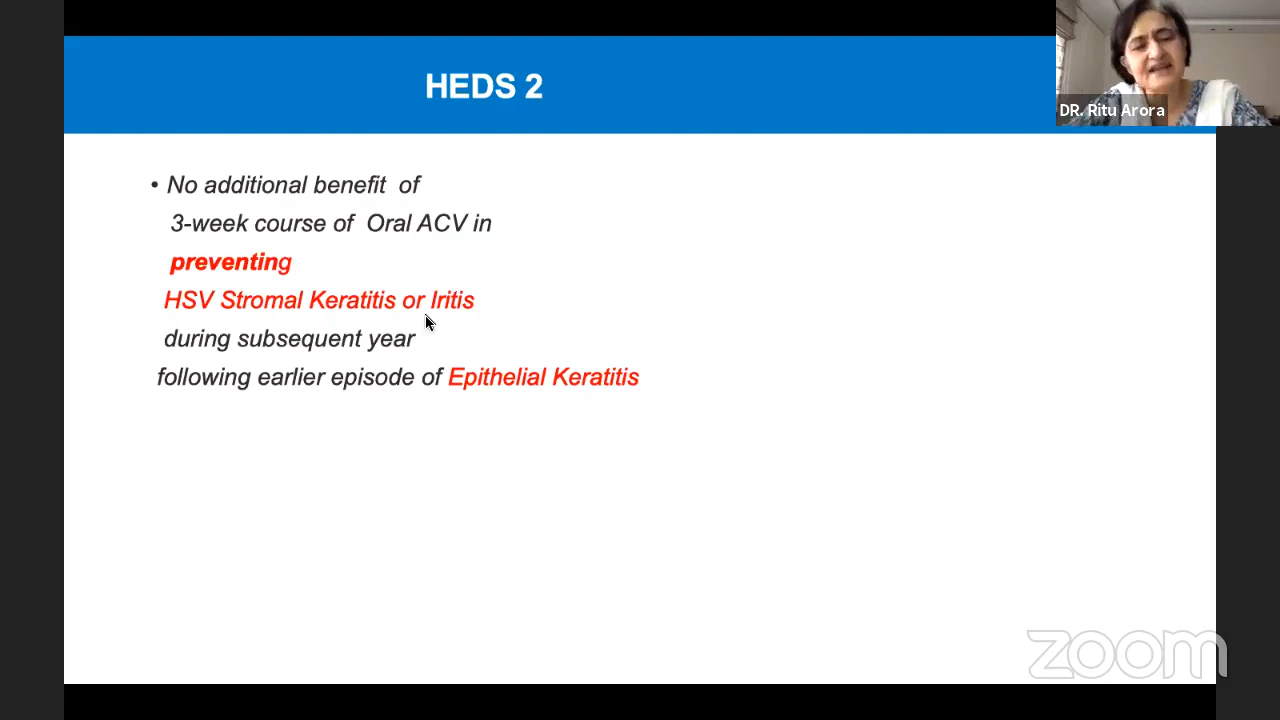 HEDS 2
DR. Ritu Arora
• No additional benefit of
3-week course of Oral ACV in
preventing
HSV Stromal Keratitis or Iritis
during subsequent year
following earlier episode of Epithelial Keratitis
zoom